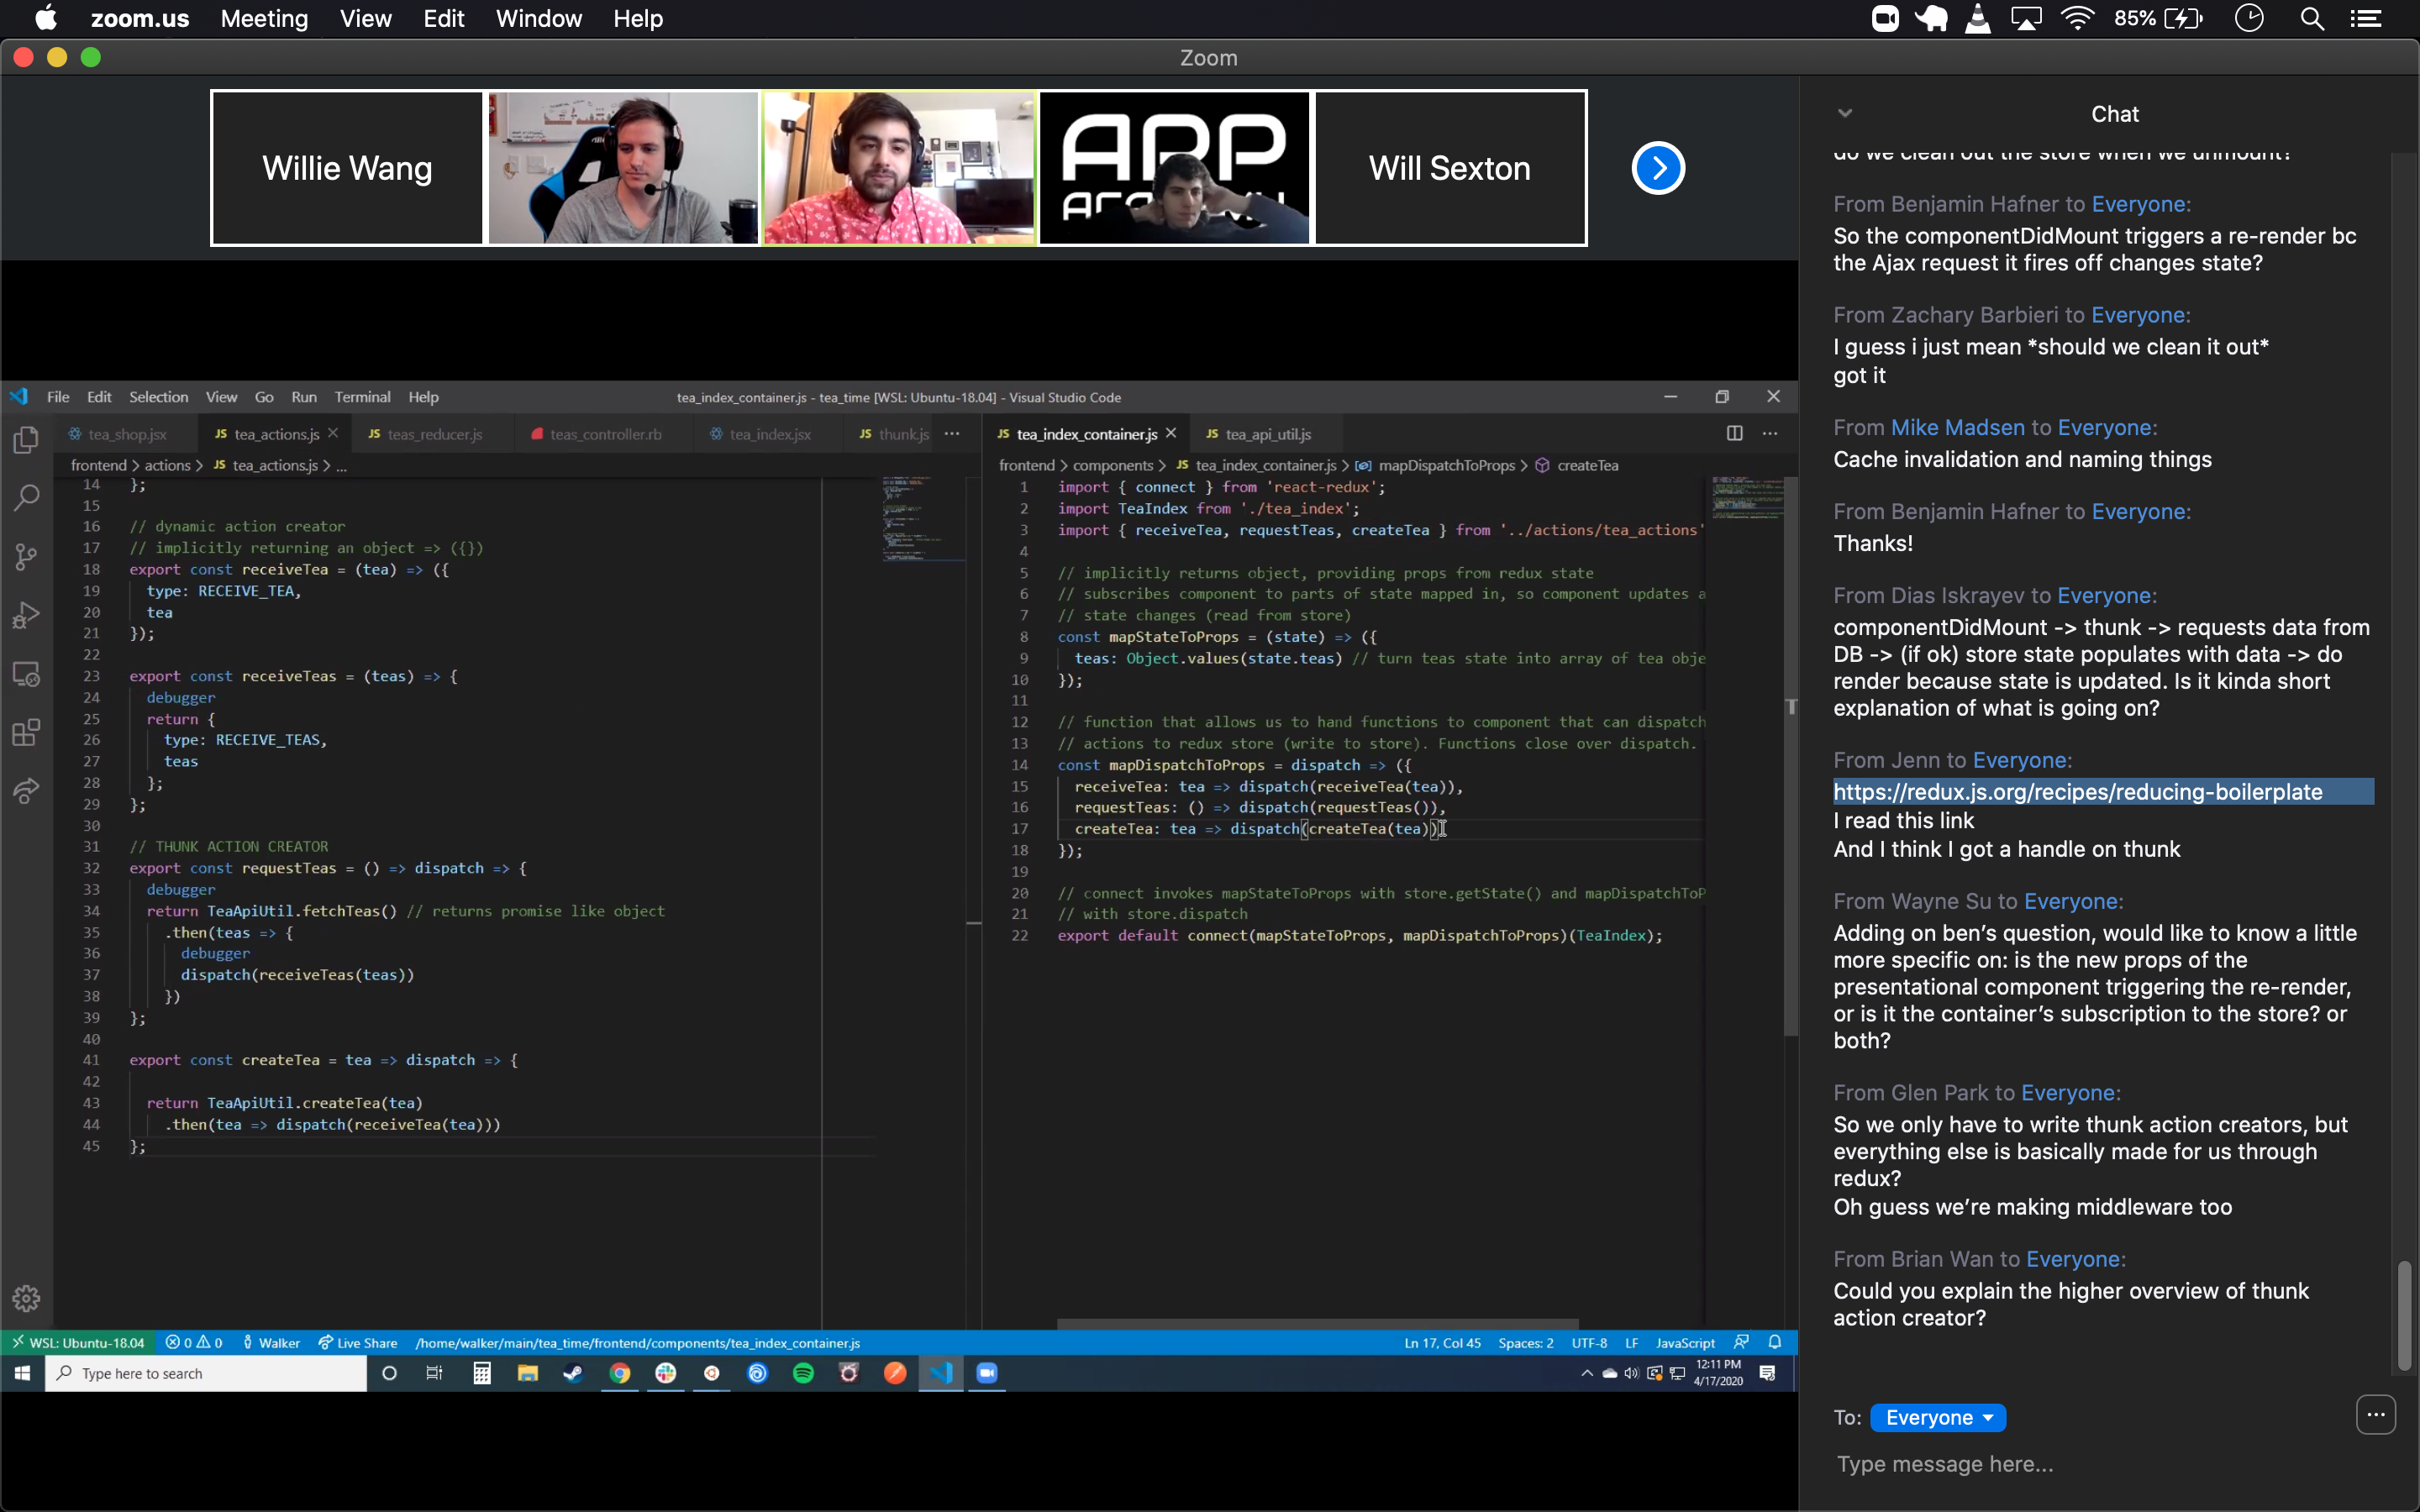 zoom.us Meeting View Edit Window Help 85%
Zoom
Willie Wang
APP
Will Sexton
File Edit Selection View Go Run Terminal Help
tea_index_container.js - tea_time [WSL: Ubuntu-18.04] - Visual Studio Code
tea_shop.jsx JS tea_actions.js JS teas_reducer.js teas_controller.rb tea_index.jsx JS thunk.js
frontend > actions > JS tea_actions.js > ...
14 };
15
16 // dynamic action creator
17 // implicitly returning an object => ({})
18 export const receiveTea = (tea) => ({
19 type: RECEIVE_TEA,
20 tea
21 });
22
23 export const receiveTeas = (teas) => {
24 debugger
25 return {
26 type: RECEIVE_TEAS,
27 teas
28 };
29 };
30
31 // THUNK ACTION CREATOR
32 export const requestTeas = () => dispatch => {
33 debugger
34 return TeaApiUtil.fetchTeas() // returns promise like object
35 .then(teas => {
36 debugger
37 dispatch(receiveTeas(teas))
38 })
39 };
40
41 export const createTea = tea => dispatch => {
42
43 return TeaApiUtil.createTea(tea)
44 .then(tea => dispatch(receiveTea(tea)))
45 };
JS tea_index_container.js JS tea_api_util.js
frontend > components > JS tea_index_container.js > mapDispatchToProps > createTea
1 import { connect } from 'react-redux';
2 import TeaIndex from './tea_index';
3 import { receiveTea, requestTeas, createTea } from '../actions/tea_actions'
4
5 // implicitly returns object, providing props from redux state
6 // subscribes component to parts of state mapped in, so component updates a
7 // state changes (read from store)
8 const mapStateToProps = (state) => ({
9 teas: Object.values(state.teas) // turn teas state into array of tea obje
10 });
11
12 // function that allows us to hand functions to component that can dispatch
13 // actions to redux store (write to store). Functions close over dispatch.
14 const mapDispatchToProps = dispatch => ({
15 receiveTea: tea => dispatch(receiveTea(tea)),
16 requestTeas: () => dispatch(requestTeas()),
17 createTea: tea => dispatch(createTea(tea))
18 });
19
20 // connect invokes mapStateToProps with store.getState() and mapDispatchToP
21 // with store.dispatch
22 export default connect(mapStateToProps, mapDispatchToProps)(TeaIndex);
WSL: Ubuntu-18.04 0 0 Walker Live Share /home/walker/main/tea_time/frontend/components/tea_index_container.js Ln 17, Col 45 Spaces: 2 UTF-8 LF JavaScript
Type here to search
12:11 PM
4/17/2020
Chat
do we clean out the store when we unmount?
From Benjamin Hafner to Everyone:
So the componentDidMount triggers a re-render bc
the Ajax request it fires off changes state?
From Zachary Barbieri to Everyone:
I guess i just mean *should we clean it out*
got it
From Mike Madsen to Everyone:
Cache invalidation and naming things
From Benjamin Hafner to Everyone:
Thanks!
From Dias Iskrayev to Everyone:
componentDidMount -> thunk -> requests data from
DB -> (if ok) store state populates with data -> do
render because state is updated. Is it kinda short
explanation of what is going on?
From Jenn to Everyone:
https://redux.js.org/recipes/reducing-boilerplate
I read this link
And I think I got a handle on thunk
From Wayne Su to Everyone:
Adding on ben’s question, would like to know a little
more specific on: is the new props of the
presentational component triggering the re-render,
or is it the container’s subscription to the store? or
both?
From Glen Park to Everyone:
So we only have to write thunk action creators, but
everything else is basically made for us through
redux?
Oh guess we’re making middleware too
From Brian Wan to Everyone:
Could you explain the higher overview of thunk
action creator?
To: Everyone
Type message here...